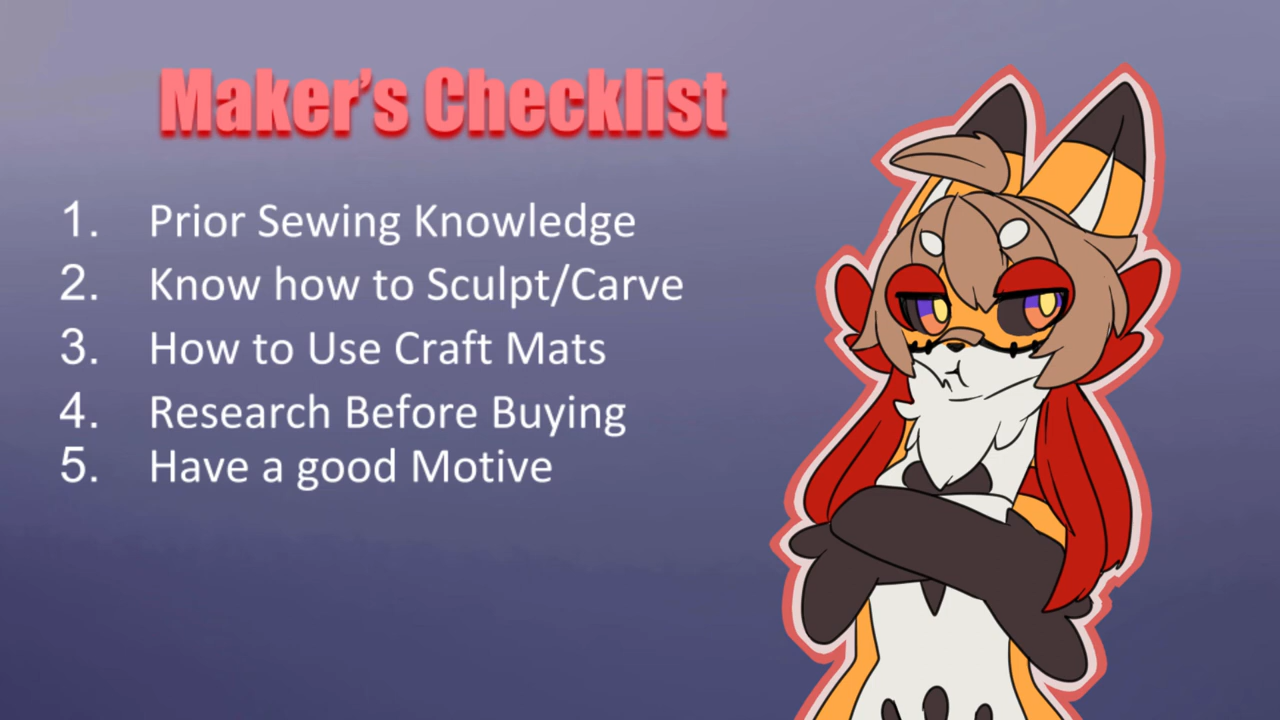 Maker's Checklist
1. Prior Sewing Knowledge
2. Know how to Sculpt/Carve
3. How to Use Craft Mats
4. Research Before Buying
5. Have a good Motive